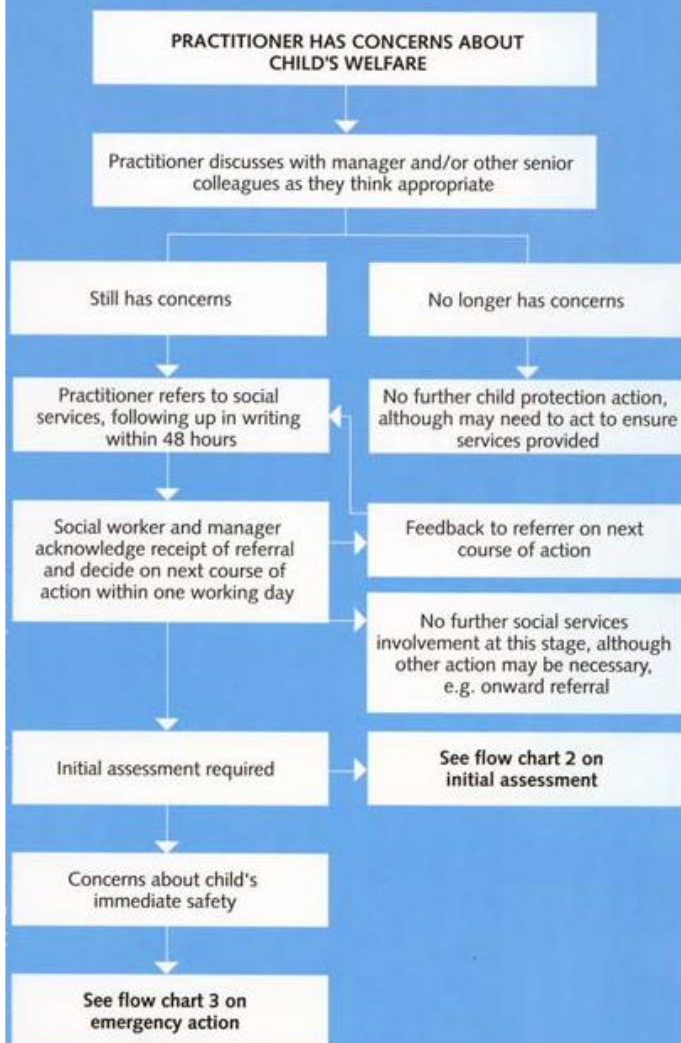 PRACTITIONER HAS CONCERNS ABOUT
CHILD'S WELFARE
Practitioner discusses with manager and/or other senior
colleagues as they think appropriate
Still has concerns
No longer has concerns
Practitioner refers to social
services, following up in writing
within 48 hours
No further child protection action,
although may need to act to ensure
services provided
Social worker and manager
acknowledge receipt of referral
and decide on next course of
action within one working day
Feedback to referrer on next
course of action
No further social services
involvement at this stage, although
other action may be necessary,
e.g. onward referral
Initial assessment required
See flow chart 2 on
initial assessment
Concerns about child's
immediate safety
See flow chart 3 on
emergency action